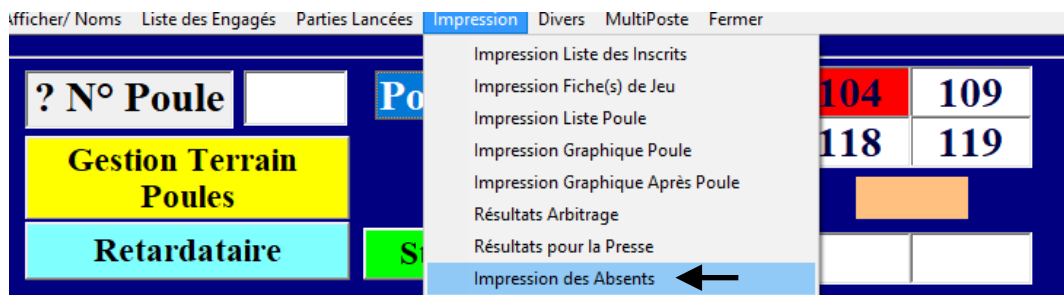 Afficher/ Noms Liste des Engagés Parties Lancées Impression Divers MultiPoste Fermer
Impression Liste des Inscrits
Impression Fiche(s) de Jeu
Impression Liste Poule
Impression Graphique Poule
Impression Graphique Après Poule
Résultats Arbitrage
Résultats pour la Presse
Impression des Absents
? N° Poule
Po
104 109
118 119
Gestion Terrain
Poules
Retardataire